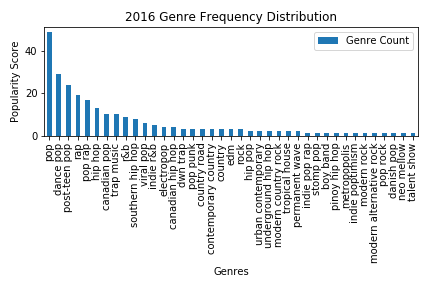 2016 Genre Frequency Distribution
Popularity Score
40
20
0
Genre Count
pop
dance pop
post-teen pop
rap
pop rap
hip hop
canadian pop
trap music
r&b
southern hip hop
viral pop
indie r&b
electropop
canadian hip hop
dwn trap
pop punk
country road
contemporary country
country
edm
rock
hip pop
urban contemporary
underground hip hop
modern country rock
tropical house
permanent wave
indie pop rap
stomp pop
boy band
pinoy hip hop
metropopolis
indie poptimism
modern rock
modern alternative rock
pop rock
danish pop
neo mellow
talent show
Genres